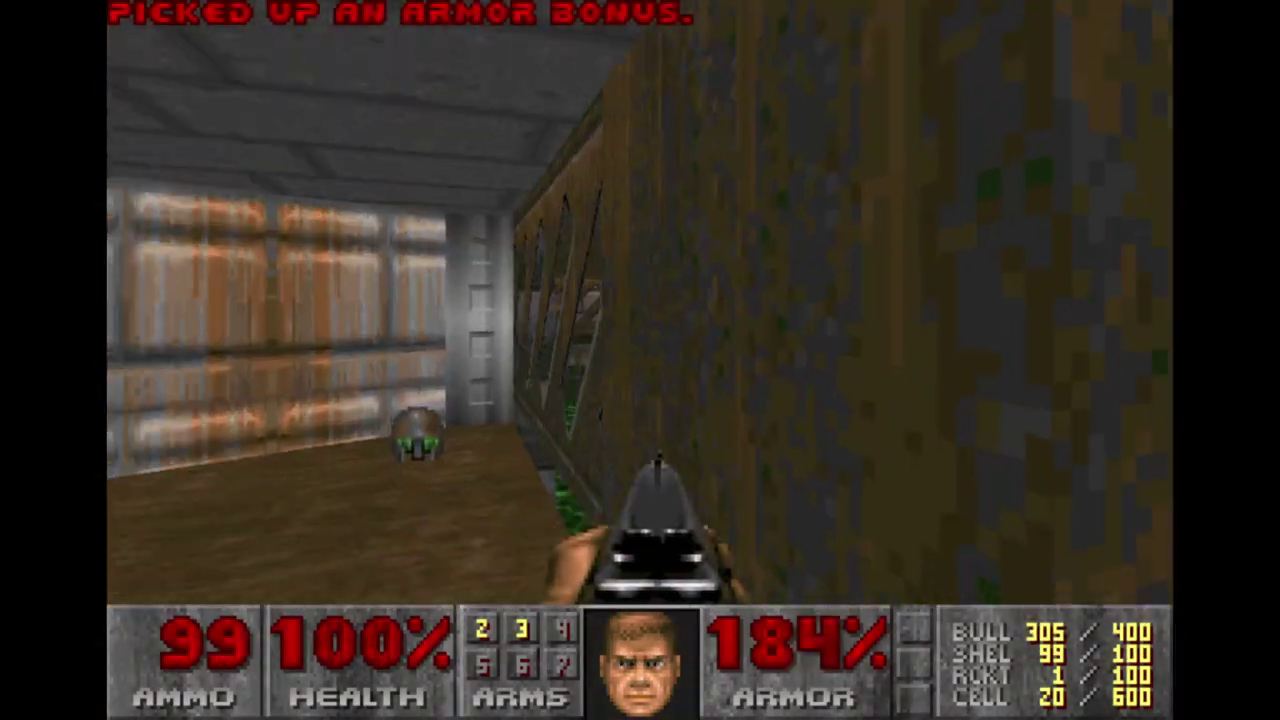 PICKED UP AN ARMOR BONUS.
99 100% 2 3 4 184% BULL 305 / 400
5 6 7 SHEL 99 / 100
RCKT 1 / 100
AMMO HEALTH ARMS ARMOR CELL 20 / 600